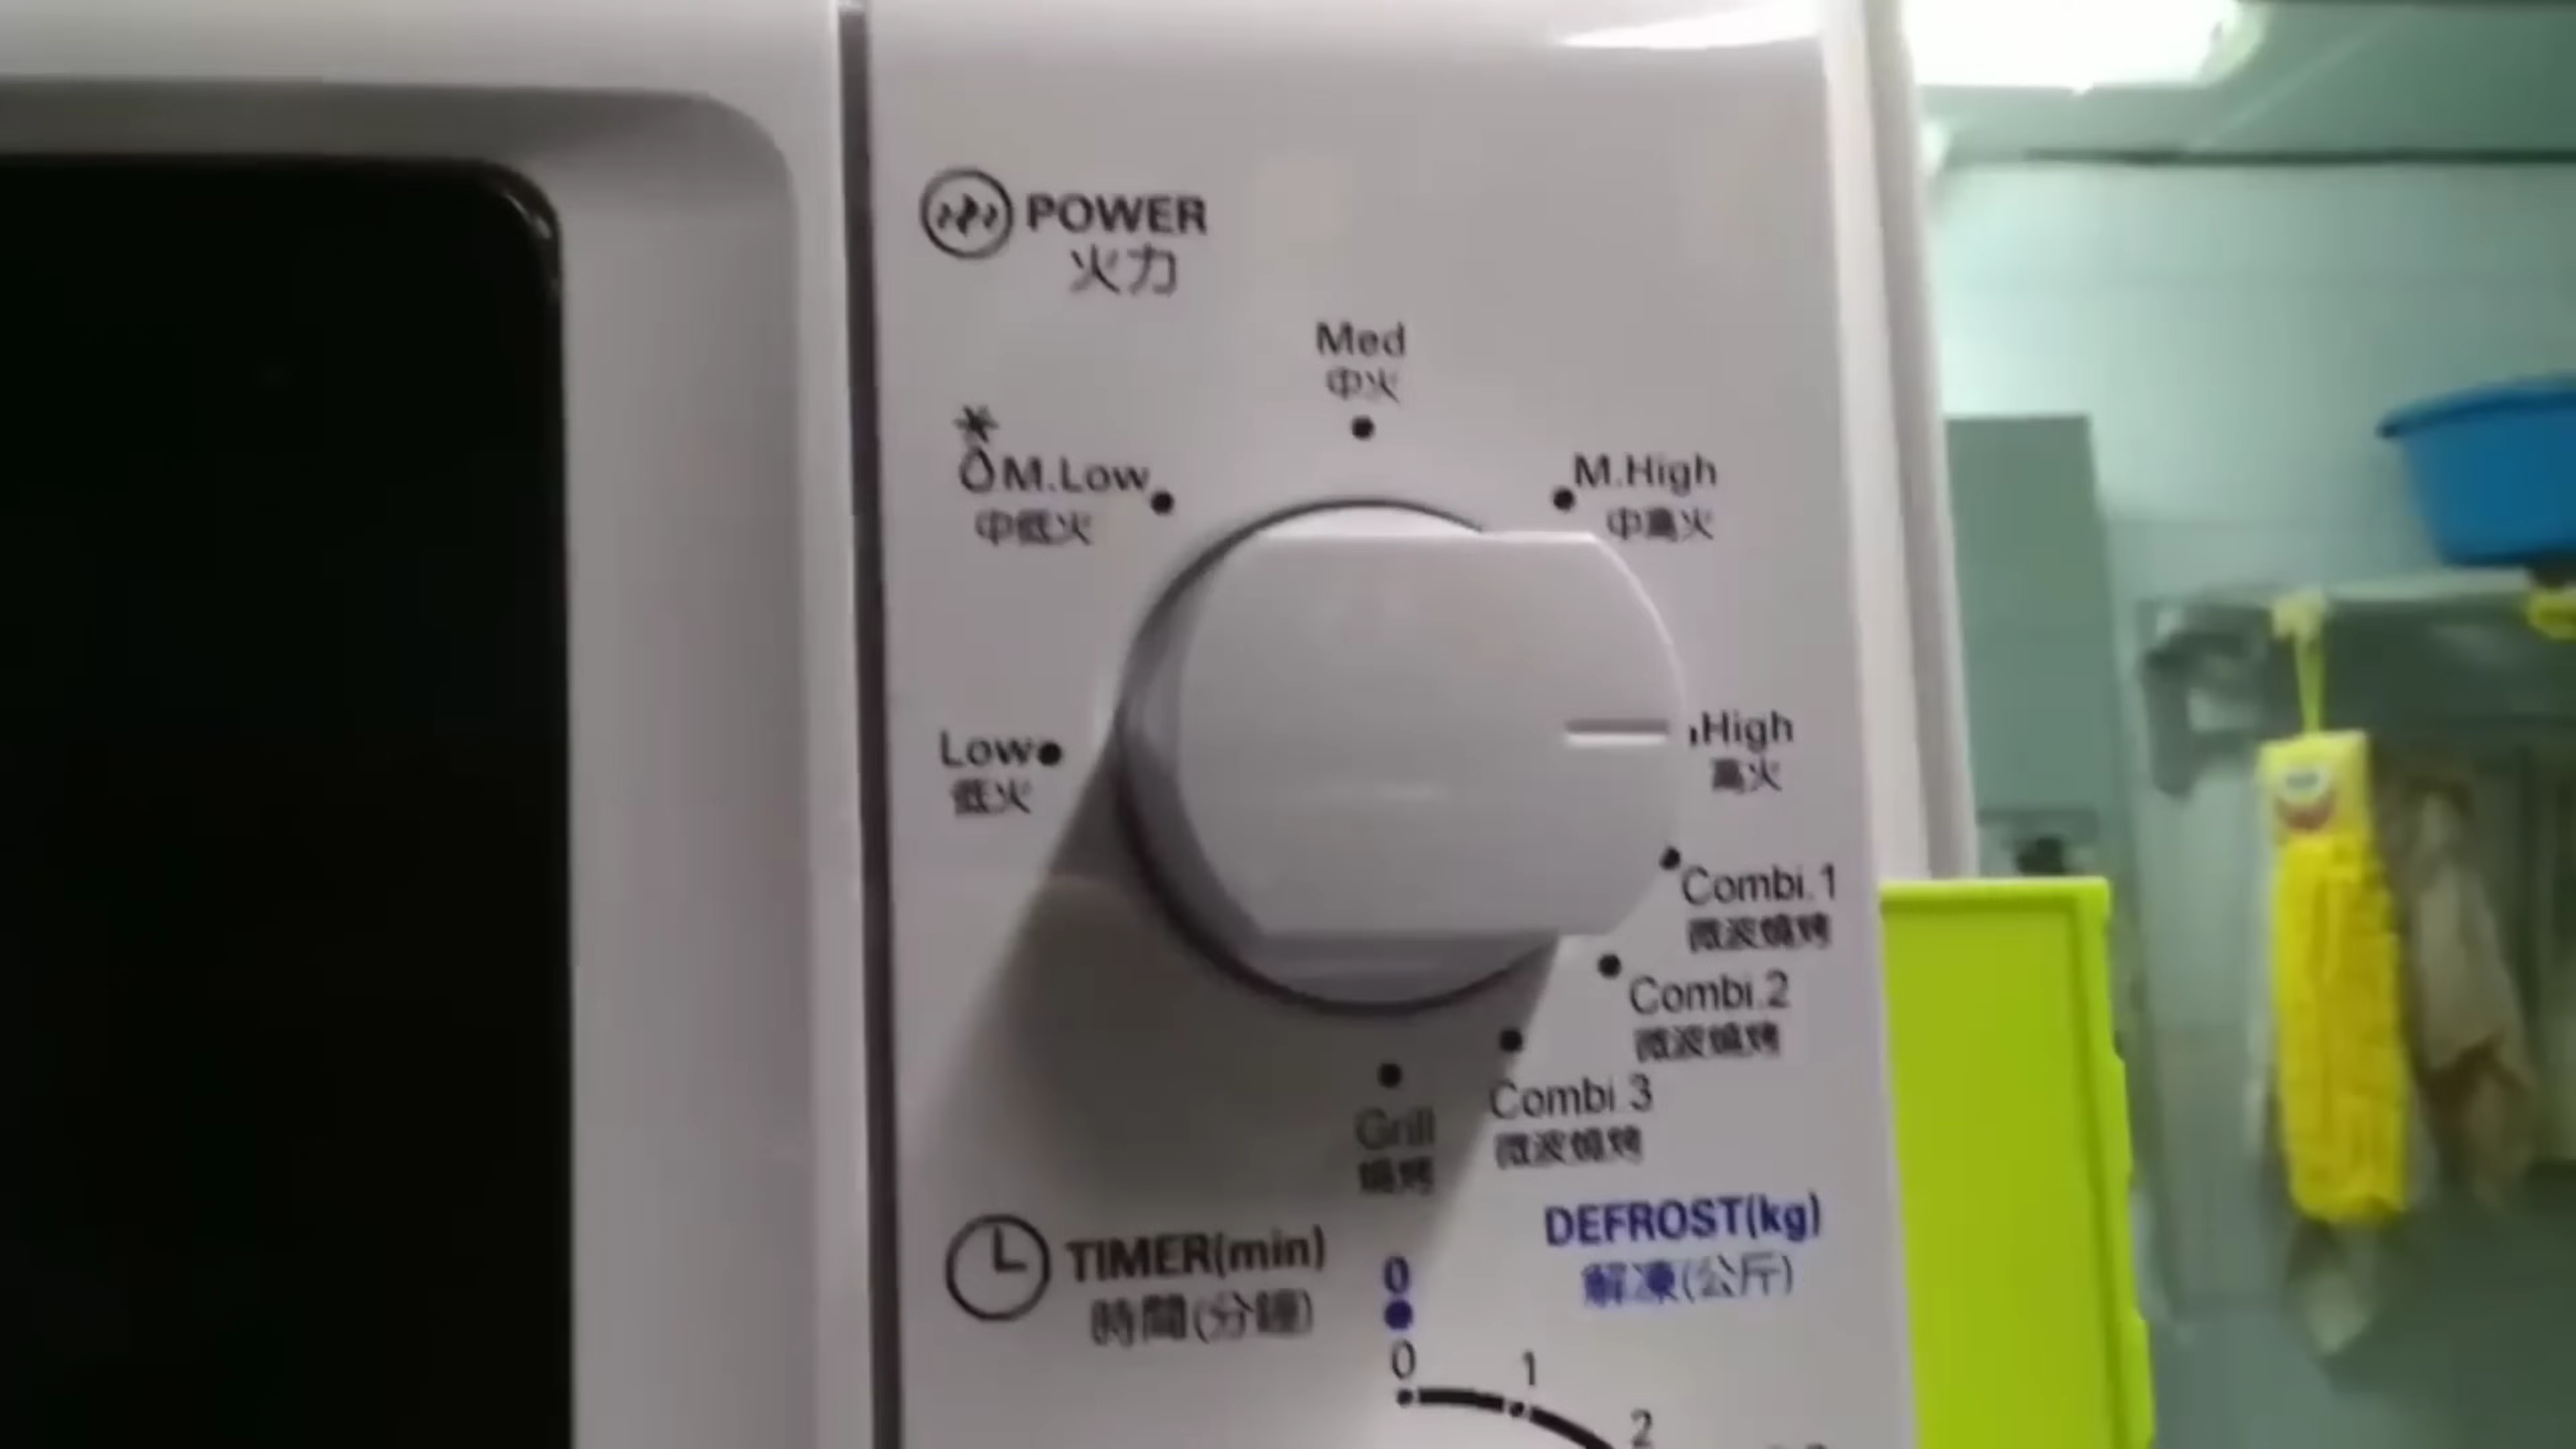 POWER
火力
Med
中火
M.Low
中低火
M.High
中高火
Low
低火
High
高火
Combi.1
微波燒烤
Combi.2
微波燒烤
Combi.3
微波燒烤
Grill
燒烤
TIMER(min)
時間(分鐘)
DEFROST(kg)
解凍(公斤)
0
0
1
2